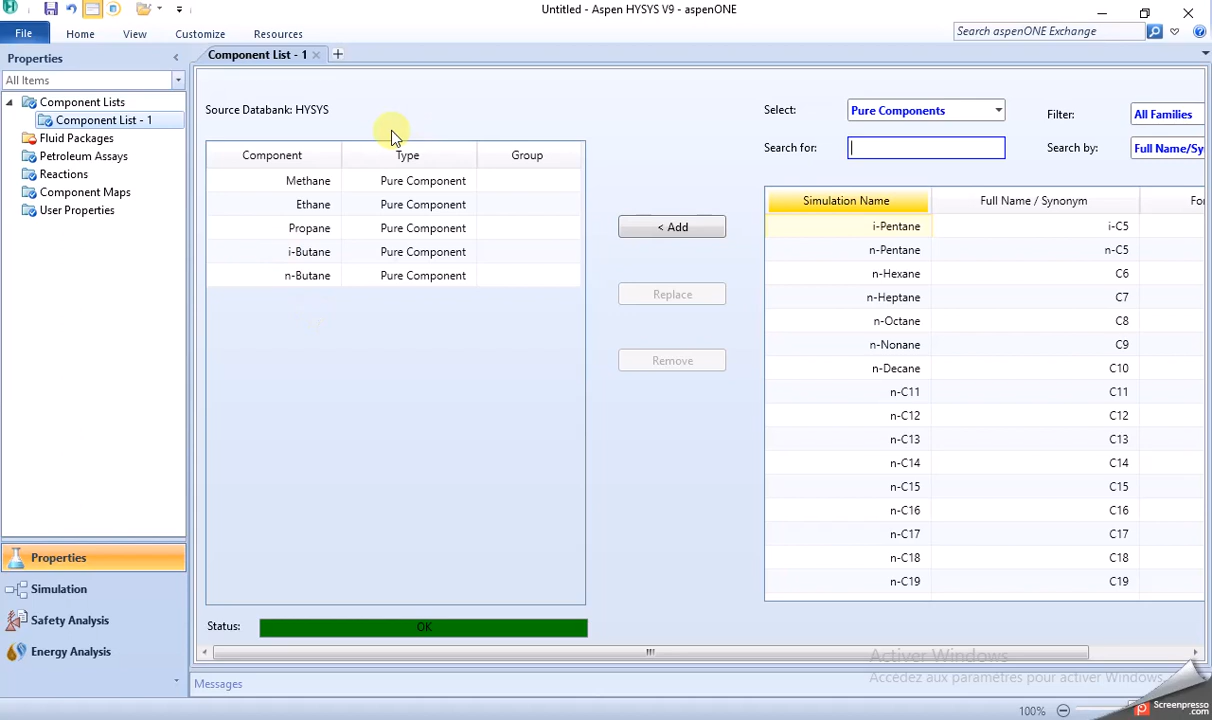 Untitled - Aspen HYSYS V9 - aspenONE
File Home View Customize Resources
Search aspenONE Exchange
Properties
All Items
Component Lists
Component List - 1
Fluid Packages
Petroleum Assays
Reactions
Component Maps
User Properties
Properties
Simulation
Safety Analysis
Energy Analysis
Component List - 1
Source Databank: HYSYS
Component Type Group
Methane Pure Component
Ethane Pure Component
Propane Pure Component
i-Butane Pure Component
n-Butane Pure Component
Status: OK
< Add
Replace
Remove
Select: Pure Components Filter: All Families
Search for: Search by: Full Name/Sy
Simulation Name Full Name / Synonym Fo
i-Pentane i-C5
n-Pentane n-C5
n-Hexane C6
n-Heptane C7
n-Octane C8
n-Nonane C9
n-Decane C10
n-C11 C11
n-C12 C12
n-C13 C13
n-C14 C14
n-C15 C15
n-C16 C16
n-C17 C17
n-C18 C18
n-C19 C19
Activer Windows
Accédez aux paramètres pour activer Windows.
Messages
100%
Screenpresso
.com